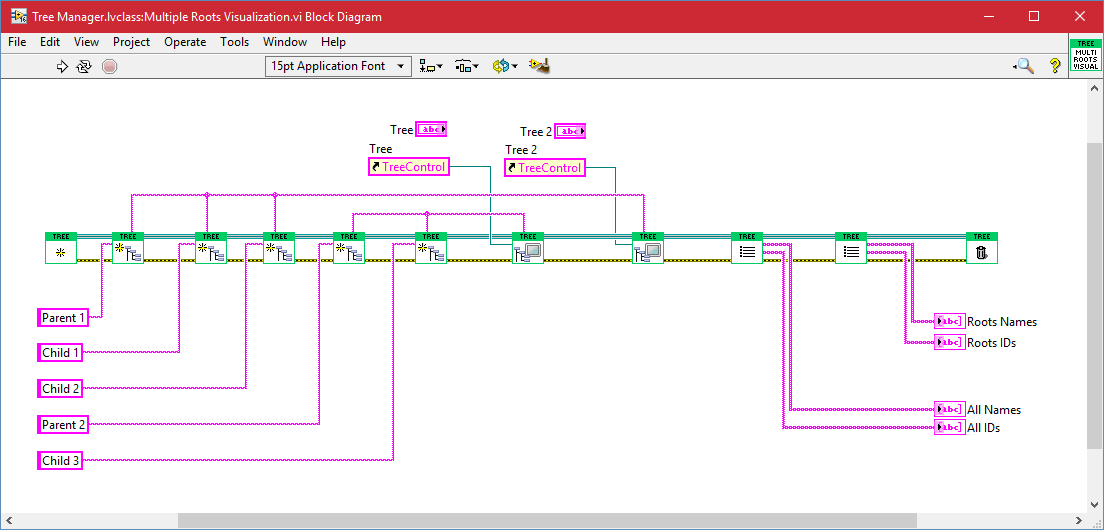 Tree Manager.lvclass:Multiple Roots Visualization.vi Block Diagram
File Edit View Project Operate Tools Window Help
TREE
MULTI
ROOTS
VISUAL
15pt Application Font
?
Tree abc
Tree 2 abc
Tree
Tree 2
TreeControl
TreeControl
TREE TREE TREE TREE TREE TREE TREE TREE TREE TREE TREE
Parent 1
abc Roots Names
abc Roots IDs
Child 1
Child 2
abc All Names
Parent 2
abc All IDs
Child 3